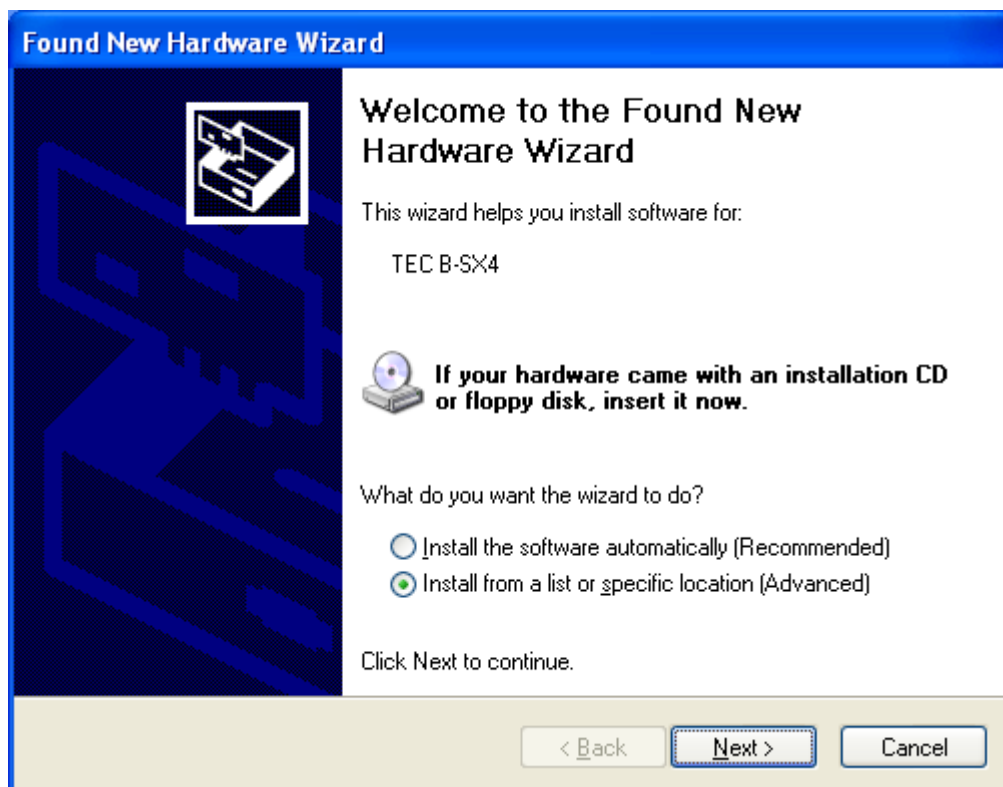 Found New Hardware Wizard
Welcome to the Found New
Hardware Wizard
This wizard helps you install software for:
TEC B-SX4
If your hardware came with an installation CD
or floppy disk, insert it now.
What do you want the wizard to do?
Install the software automatically (Recommended)
Install from a list or specific location (Advanced)
Click Next to continue.
< Back Next > Cancel